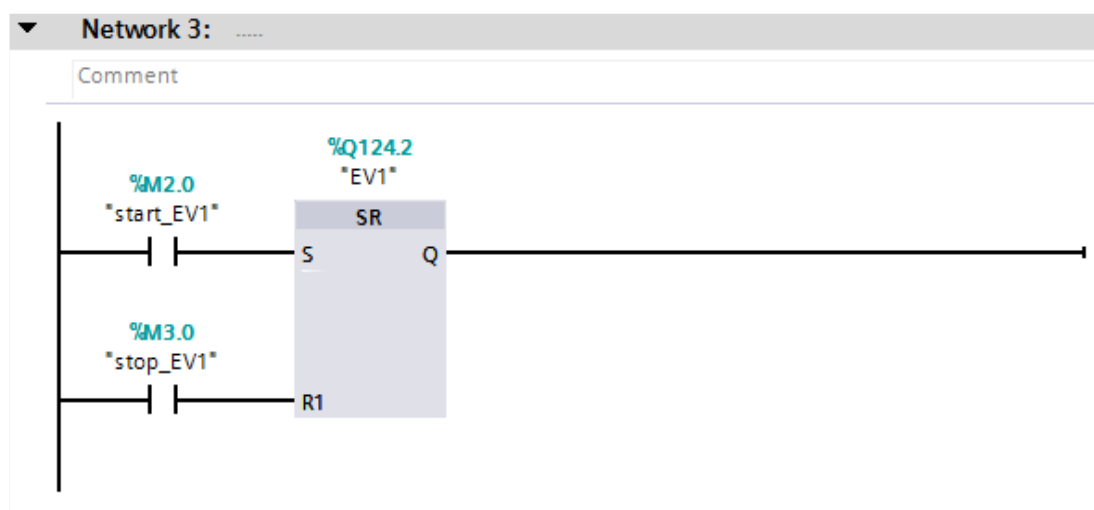 Network 3: .....
Comment
%Q124.2
"EV1"
%M2.0
"start_EV1"
SR
S Q
%M3.0
"stop_EV1"
R1